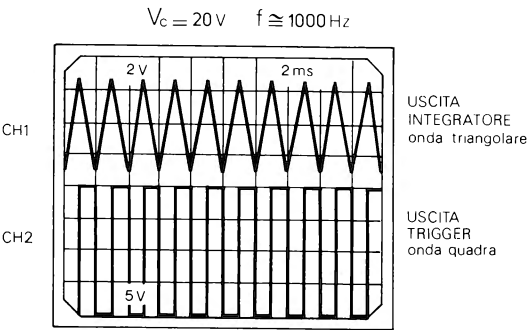 Vc = 20 V f ≅ 1000 Hz
2 V 2 ms
CH1
USCITA
INTEGRATORE
onda triangolare
CH2
USCITA
TRIGGER
onda quadra
5 V